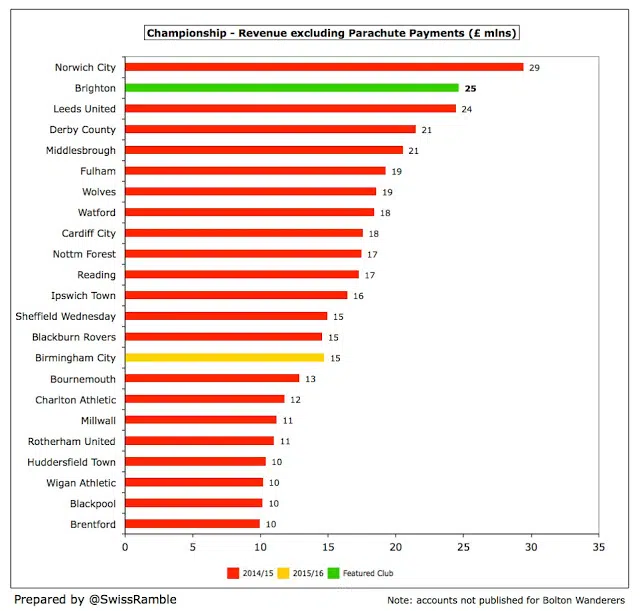 Championship - Revenue excluding Parachute Payments (£ mlns)
Norwich City 29
Brighton 25
Leeds United 24
Derby County 21
Middlesbrough 21
Fulham 19
Wolves 19
Watford 18
Cardiff City 18
Nottm Forest 17
Reading 17
Ipswich Town 16
Sheffield Wednesday 15
Blackburn Rovers 15
Birmingham City 15
Bournemouth 13
Charlton Athletic 12
Millwall 11
Rotherham United 11
Huddersfield Town 10
Wigan Athletic 10
Blackpool 10
Brentford 10
0 5 10 15 20 25 30 35
2014/15 2015/16 Featured Club
Prepared by @SwissRamble Note: accounts not published for Bolton Wanderers